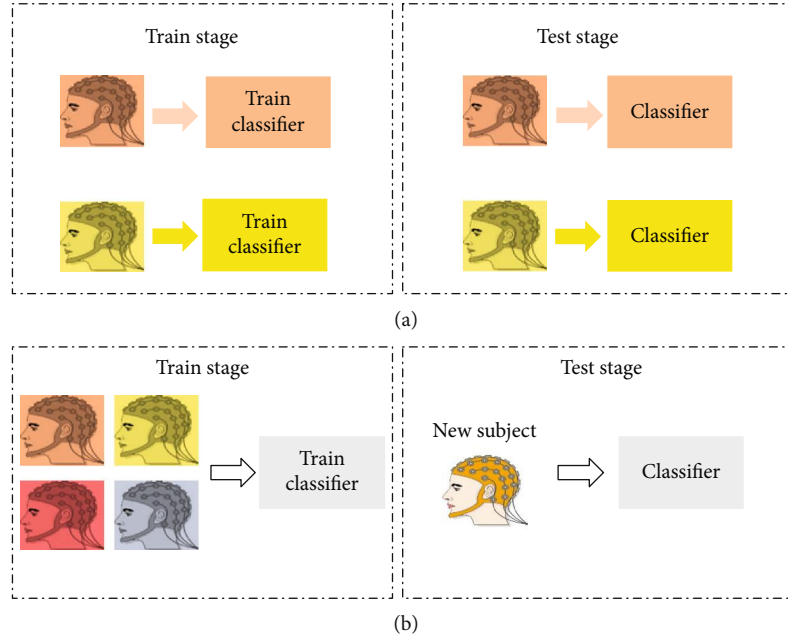 Train stage
Test stage
Train
classifier
Classifier
Train
classifier
Classifier
(a)
Train stage
Test stage
New subject
Train
classifier
Classifier
(b)